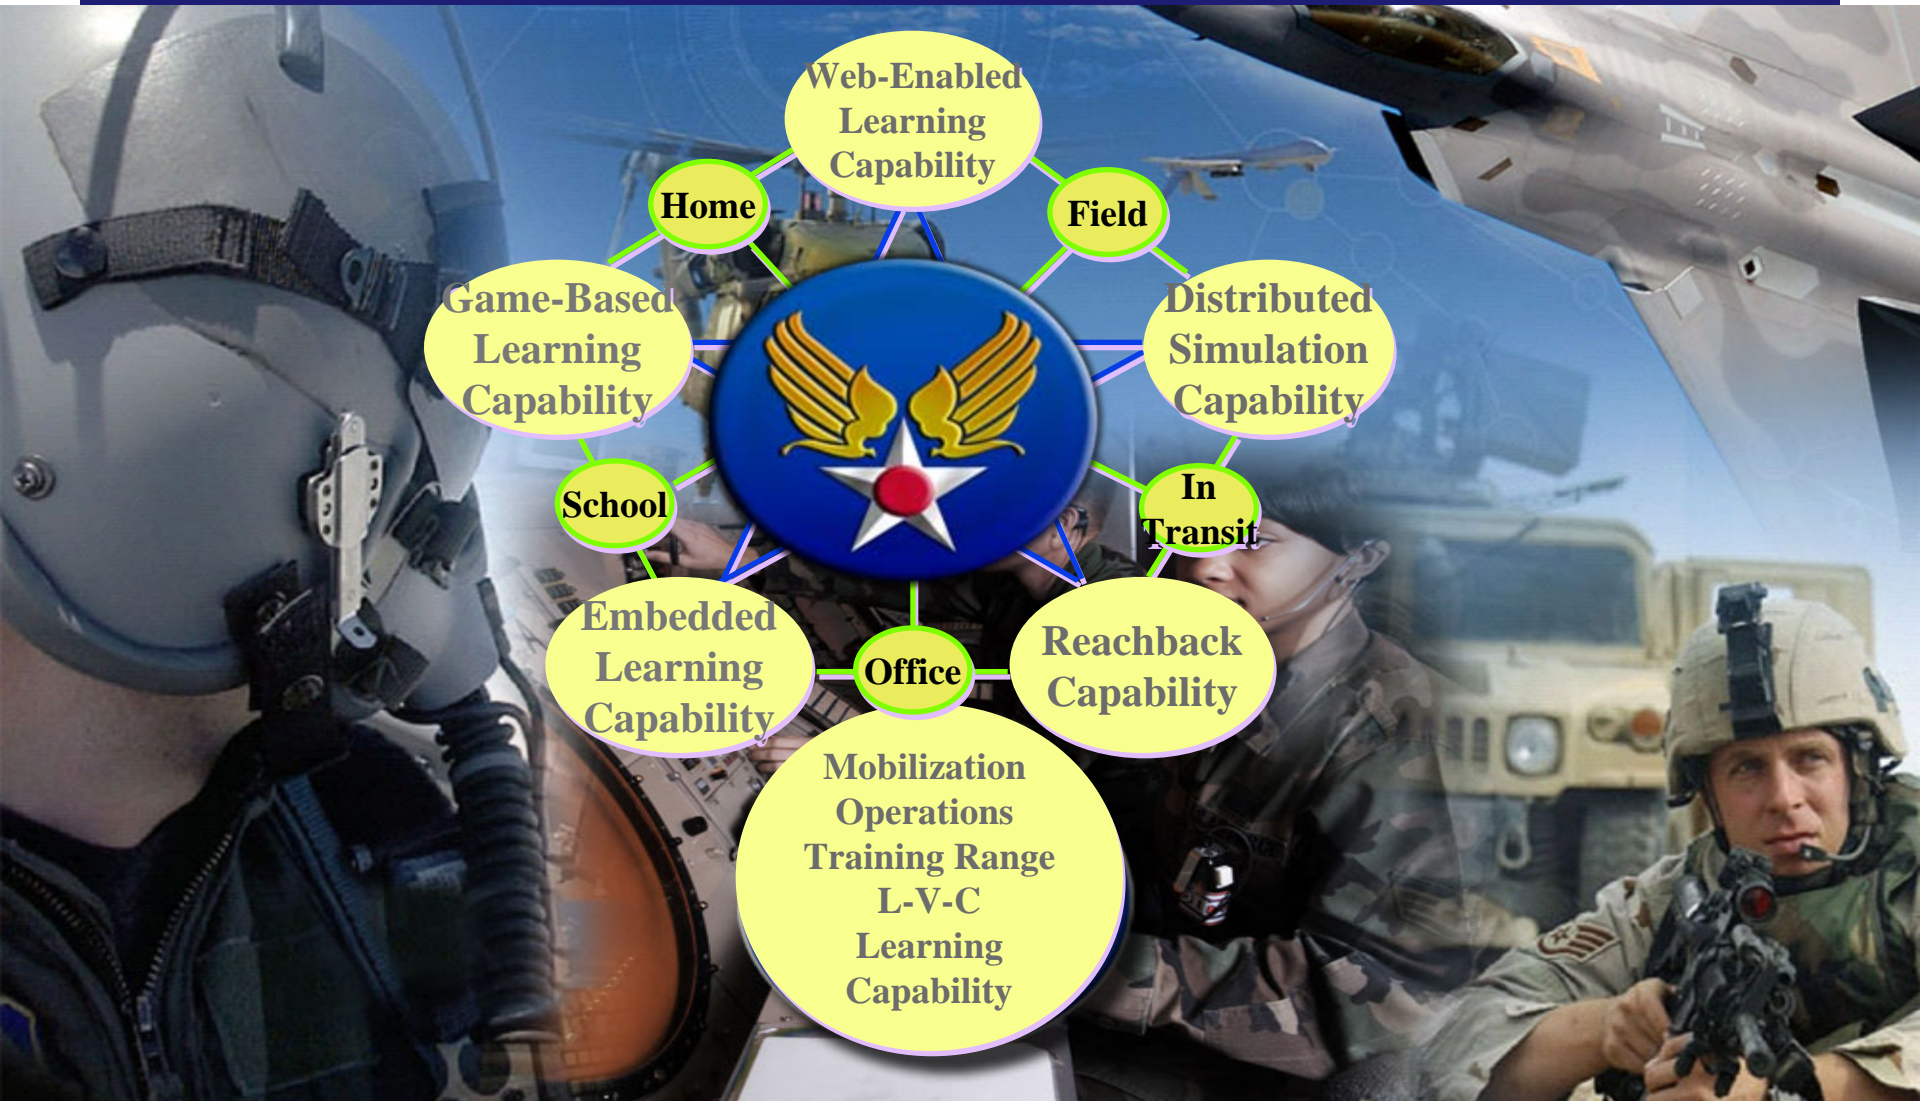 Web-Enabled
Learning
Capability
Home
Field
Game-Based
Learning
Capability
Distributed
Simulation
Capability
School
In
Transit
Embedded
Learning
Capability
Office
Reachback
Capability
Mobilization
Operations
Training Range
L-V-C
Learning
Capability